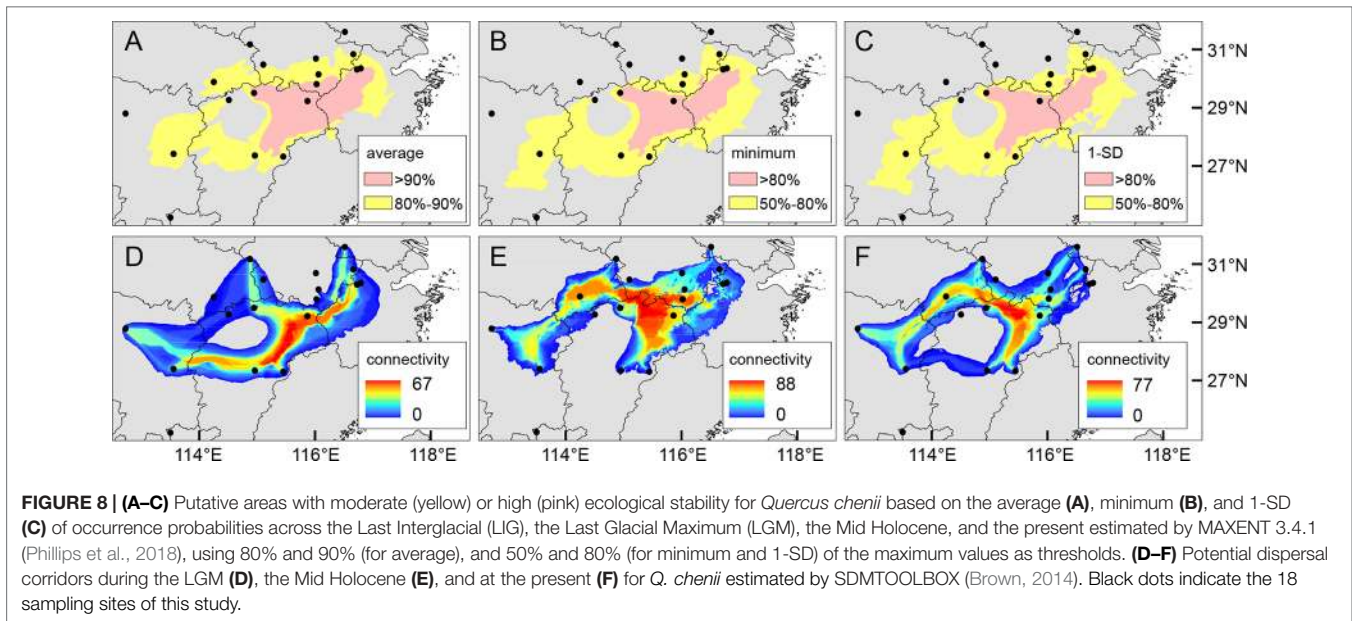 A
B
C
31°N
29°N
27°N
average
>90%
80%-90%
minimum
>80%
50%-80%
1-SD
>80%
50%-80%
D
E
F
31°N
29°N
27°N
connectivity
67
0
connectivity
88
0
connectivity
77
0
114°E 116°E 118°E
114°E 116°E 118°E
114°E 116°E 118°E
FIGURE 8 | (A–C) Putative areas with moderate (yellow) or high (pink) ecological stability for Quercus chenii based on the average (A), minimum (B), and 1-SD
(C) of occurrence probabilities across the Last Interglacial (LIG), the Last Glacial Maximum (LGM), the Mid Holocene, and the present estimated by MAXENT 3.4.1
(Phillips et al., 2018), using 80% and 90% (for average), and 50% and 80% (for minimum and 1-SD) of the maximum values as thresholds. (D–F) Potential dispersal
corridors during the LGM (D), the Mid Holocene (E), and at the present (F) for Q. chenii estimated by SDMTOOLBOX (Brown, 2014). Black dots indicate the 18
sampling sites of this study.